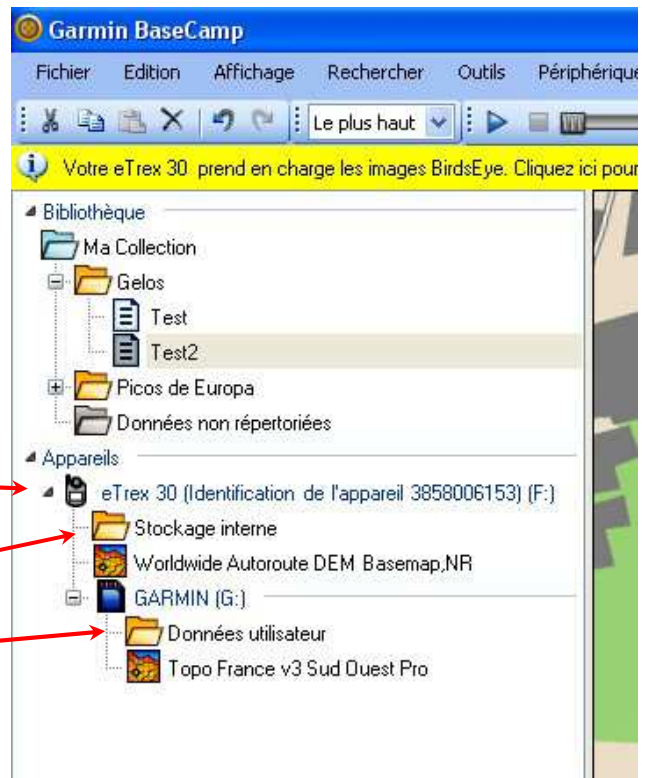 Garmin BaseCamp
Fichier Edition Affichage Rechercher Outils Périphérique
Le plus haut
Votre eTrex 30 prend en charge les images BirdsEye. Cliquez ici pour
Bibliothèque
Ma Collection
Gelos
Test
Test2
Picos de Europa
Données non répertoriées
Appareils
eTrex 30 (Identification de l'appareil 3858006153) (F:)
Stockage interne
Worldwide Autoroute DEM Basemap,NR
GARMIN (G:)
Données utilisateur
Topo France v3 Sud Ouest Pro